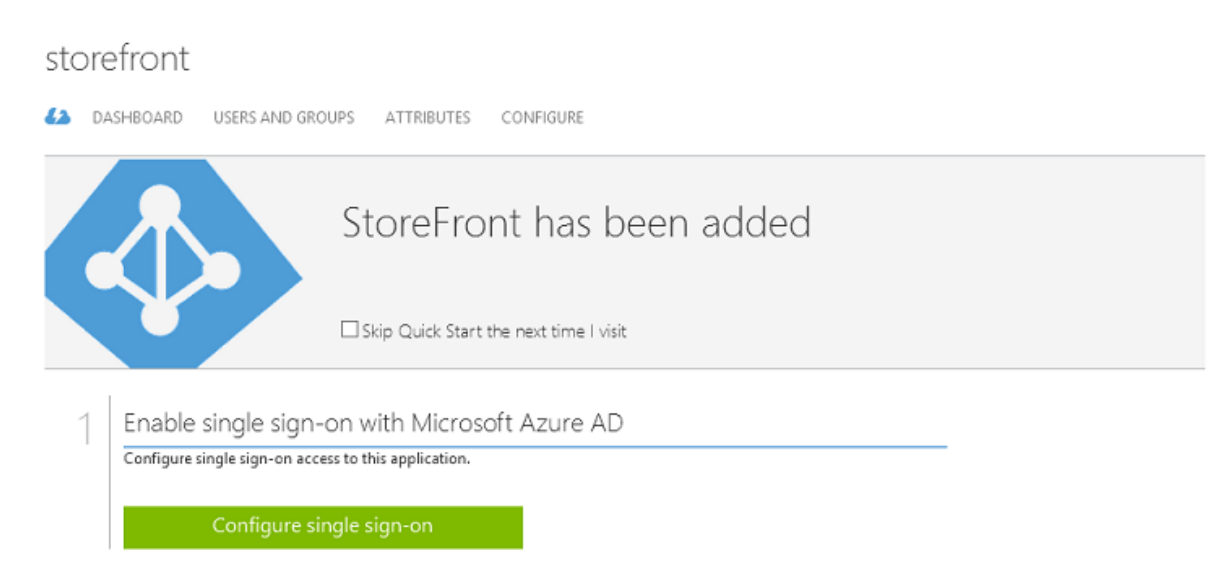 storefront
DASHBOARD USERS AND GROUPS ATTRIBUTES CONFIGURE
StoreFront has been added
Skip Quick Start the next time I visit
1 Enable single sign-on with Microsoft Azure AD
Configure single sign-on access to this application.
Configure single sign-on